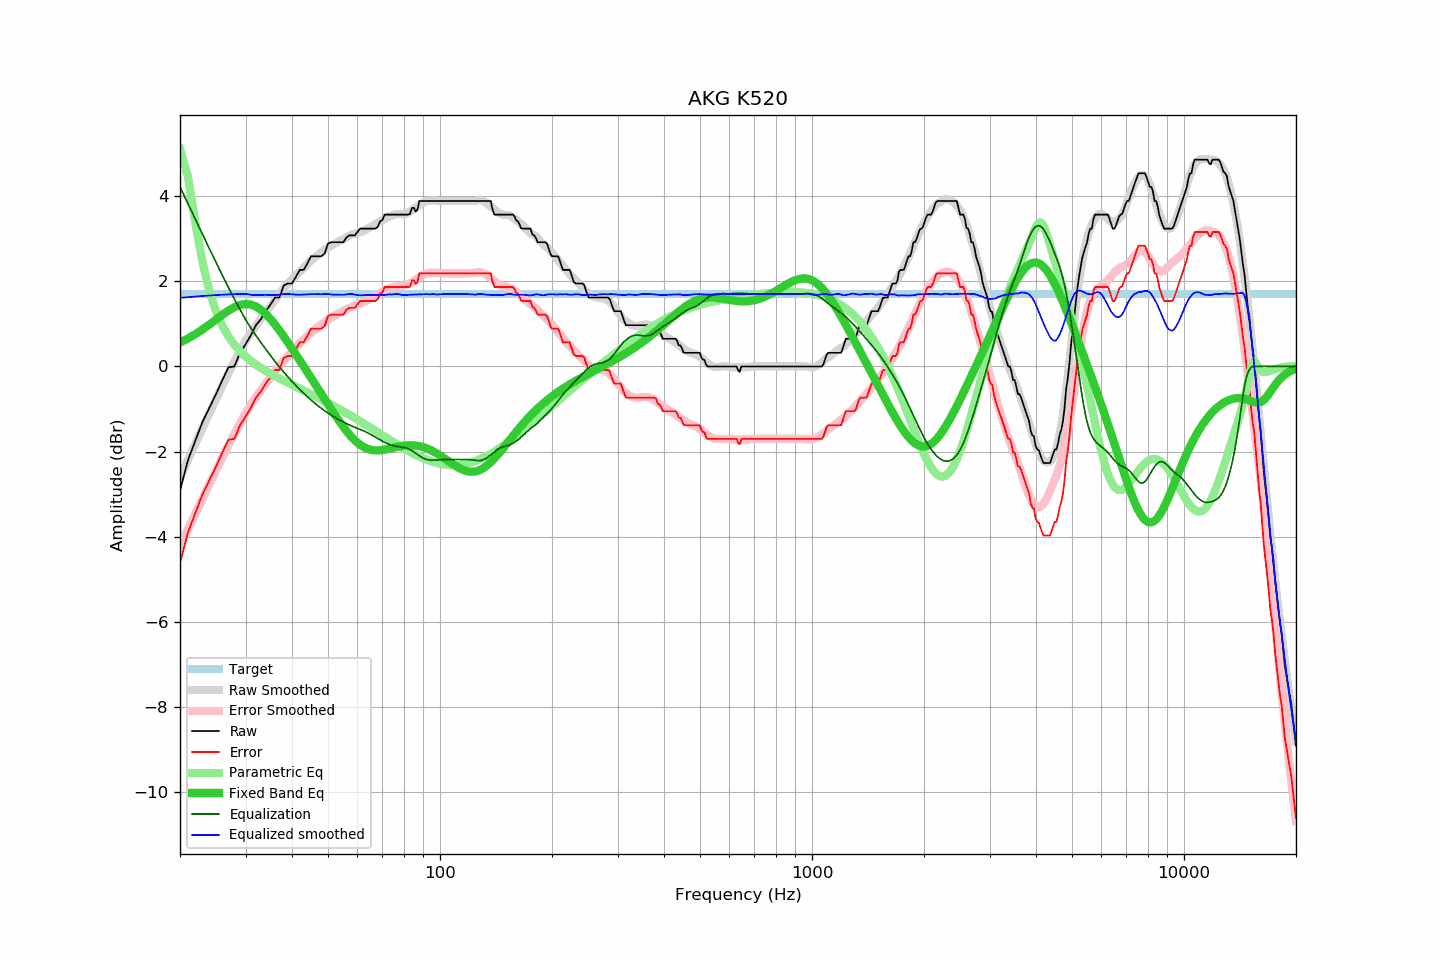 AKG K520
Amplitude (dBr)
4
2
0
−2
−4
−6
−8
−10
Target
Raw Smoothed
Error Smoothed
Raw
Error
Parametric Eq
Fixed Band Eq
Equalization
Equalized smoothed
100 1000 10000
Frequency (Hz)